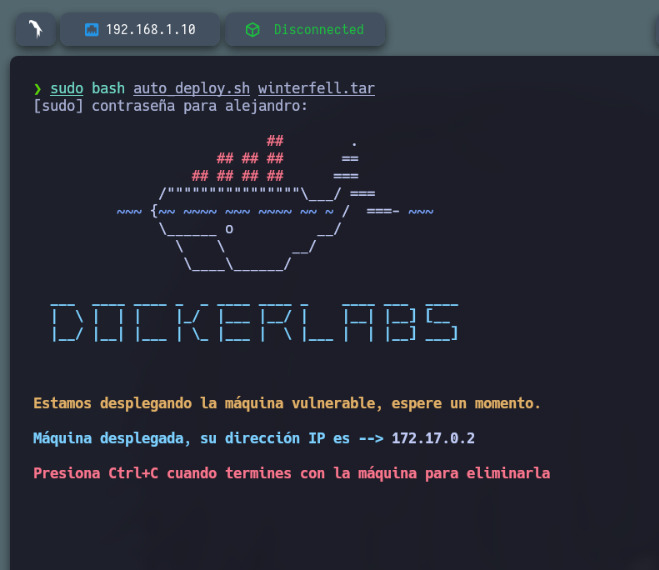 192.168.1.10
Disconnected
❯ sudo bash auto_deploy.sh winterfell.tar
[sudo] contraseña para alejandro:
## .
## ## ## ==
## ## ## ## ===
/""""""""""""""""\___/ ===
~~~ {~~ ~~~~ ~~~ ~~~~ ~~ ~ / ===- ~~~
\______ o __/
\ \ __/
\____\______/
DOCKERLABS
Estamos desplegando la máquina vulnerable, espere un momento.
Máquina desplegada, su dirección IP es --> 172.17.0.2
Presiona Ctrl+C cuando termines con la máquina para eliminarla